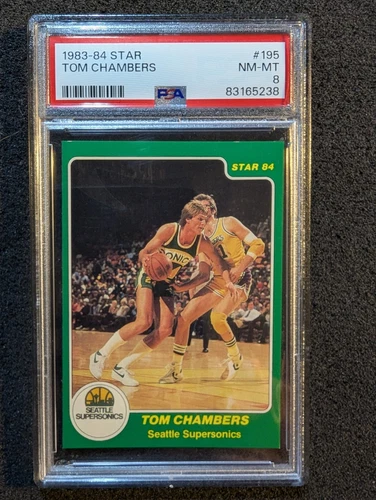 1983-84 STAR #195
TOM CHAMBERS NM-MT
8
PSA 83165238
STAR 84
SONICS
SEATTLE
SUPERSONICS
TOM CHAMBERS
Seattle Supersonics